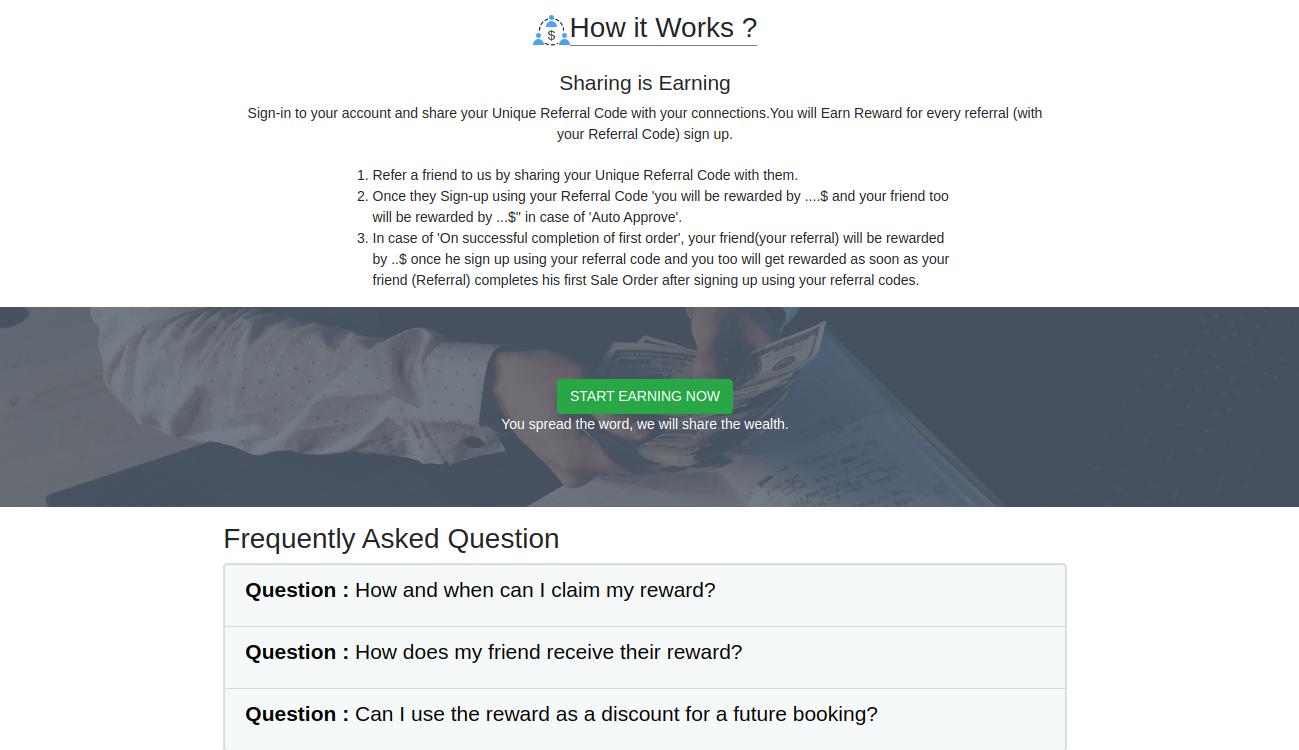 $
How it Works ?
Sharing is Earning
Sign-in to your account and share your Unique Referral Code with your connections.You will Earn Reward for every referral (with
your Referral Code) sign up.
1. Refer a friend to us by sharing your Unique Referral Code with them.
2. Once they Sign-up using your Referral Code 'you will be rewarded by ....$ and your friend too
will be rewarded by ...$" in case of 'Auto Approve'.
3. In case of 'On successful completion of first order', your friend(your referral) will be rewarded
by ..$ once he sign up using your referral code and you too will get rewarded as soon as your
friend (Referral) completes his first Sale Order after signing up using your referral codes.
START EARNING NOW
You spread the word, we will share the wealth.
Frequently Asked Question
Question : How and when can I claim my reward?
Question : How does my friend receive their reward?
Question : Can I use the reward as a discount for a future booking?